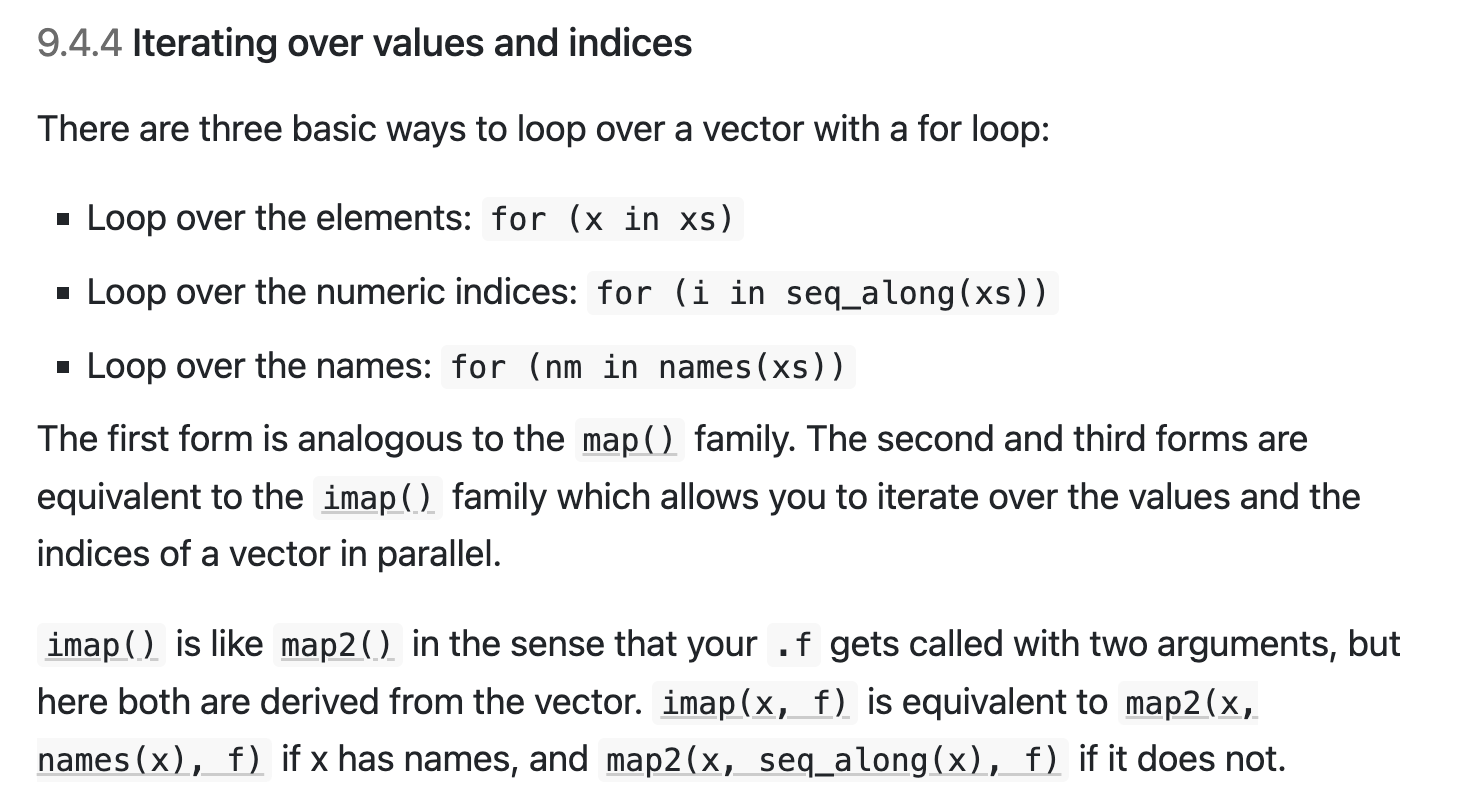 9.4.4 Iterating over values and indices
There are three basic ways to loop over a vector with a for loop:
▪ Loop over the elements: for (x in xs)
▪ Loop over the numeric indices: for (i in seq_along(xs))
▪ Loop over the names: for (nm in names(xs))
The first form is analogous to the map() family. The second and third forms are
equivalent to the imap() family which allows you to iterate over the values and the
indices of a vector in parallel.
imap() is like map2() in the sense that your .f gets called with two arguments, but
here both are derived from the vector. imap(x, f) is equivalent to map2(x,
names(x), f) if x has names, and map2(x, seq_along(x), f) if it does not.